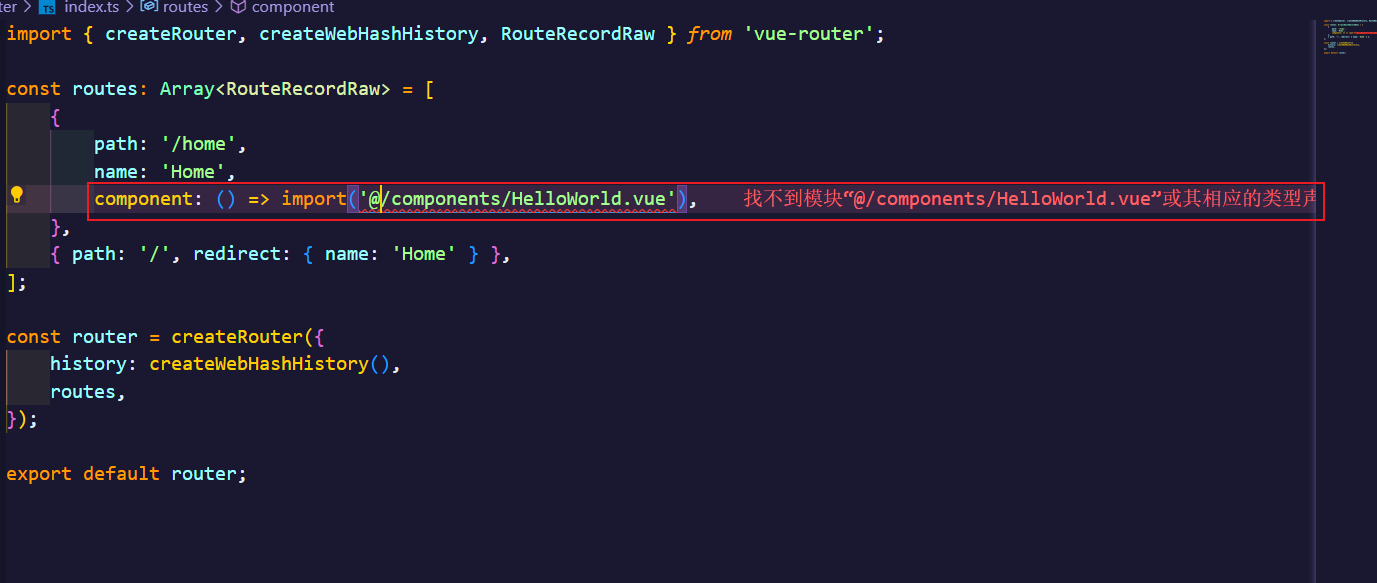 ter > TS index.ts > routes > component
import { createRouter, createWebHashHistory, RouteRecordRaw } from 'vue-router';
const routes: Array<RouteRecordRaw> = [
{
path: '/home',
name: 'Home',
component: () => import('@/components/HelloWorld.vue'), 找不到模块“@/components/HelloWorld.vue”或其相应的类型声
},
{ path: '/', redirect: { name: 'Home' } },
];
const router = createRouter({
history: createWebHashHistory(),
routes,
});
export default router;